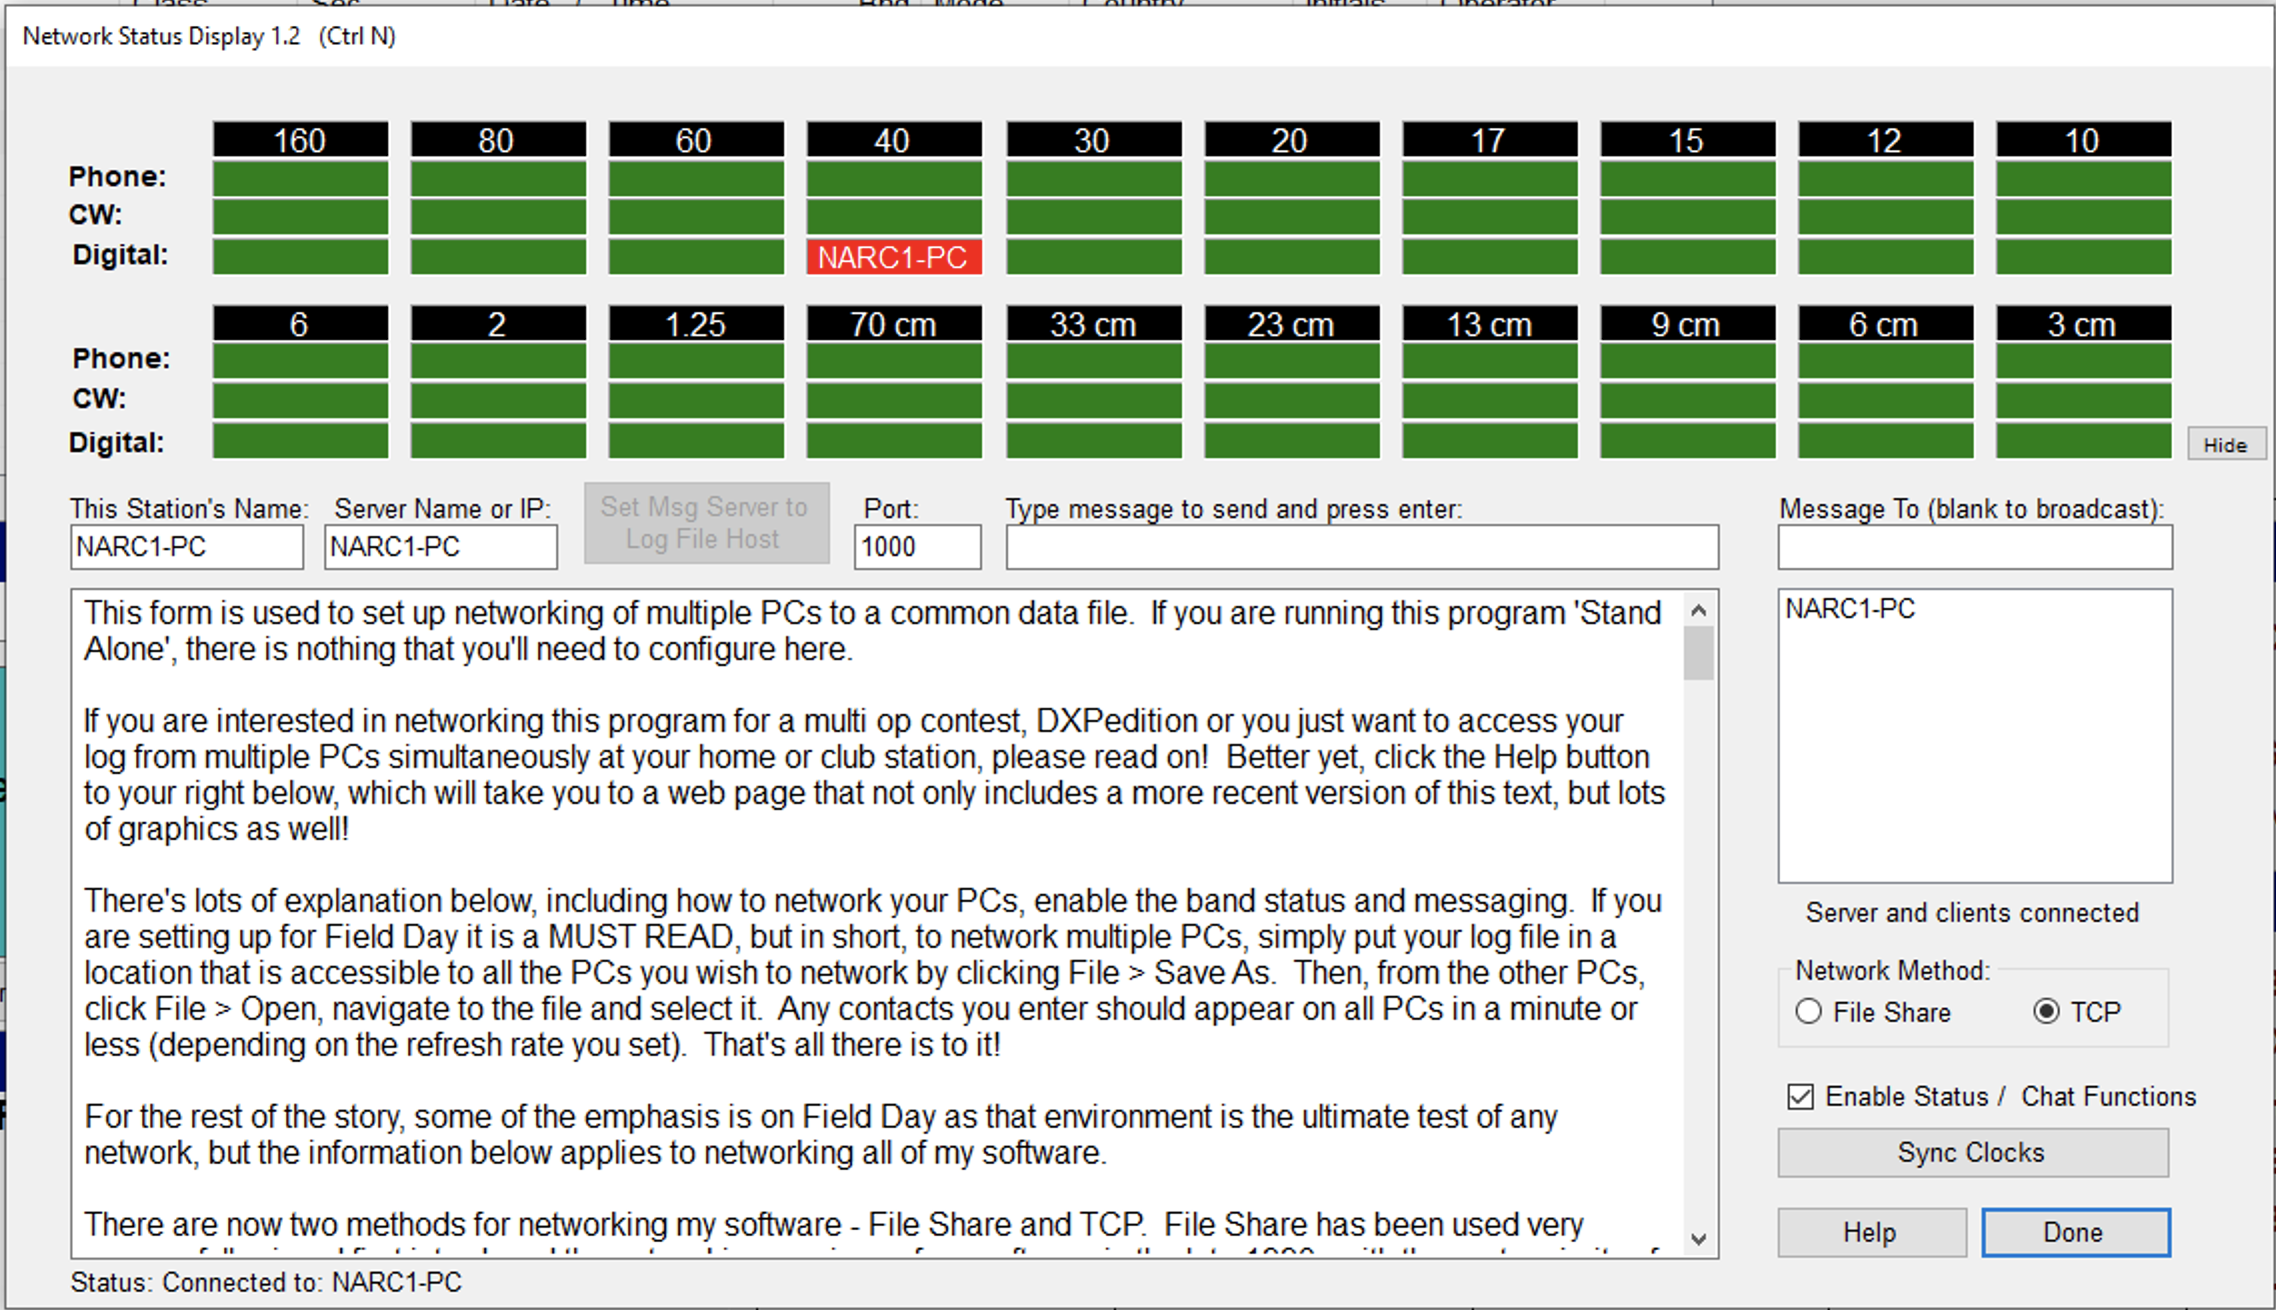 Class Sec Date / Time Bnd Mode Country Initials Operator
Network Status Display 1.2 (Ctrl N)
160 80 60 40 30 20 17 15 12 10
Phone:
CW:
Digital: NARC1-PC
6 2 1.25 70 cm 33 cm 23 cm 13 cm 9 cm 6 cm 3 cm
Phone:
CW:
Digital:
Hide
This Station's Name: Server Name or IP: Set Msg Server to Log File Host Port: Type message to send and press enter: Message To (blank to broadcast):
NARC1-PC NARC1-PC 1000
This form is used to set up networking of multiple PCs to a common data file. If you are running this program 'Stand
Alone', there is nothing that you'll need to configure here.
If you are interested in networking this program for a multi op contest, DXPedition or you just want to access your
log from multiple PCs simultaneously at your home or club station, please read on! Better yet, click the Help button
to your right below, which will take you to a web page that not only includes a more recent version of this text, but lots
of graphics as well!
There's lots of explanation below, including how to network your PCs, enable the band status and messaging. If you
are setting up for Field Day it is a MUST READ, but in short, to network multiple PCs, simply put your log file in a
location that is accessible to all the PCs you wish to network by clicking File > Save As. Then, from the other PCs,
click File > Open, navigate to the file and select it. Any contacts you enter should appear on all PCs in a minute or
less (depending on the refresh rate you set). That's all there is to it!
For the rest of the story, some of the emphasis is on Field Day as that environment is the ultimate test of any
network, but the information below applies to networking all of my software.
There are now two methods for networking my software - File Share and TCP. File Share has been used very
NARC1-PC
Server and clients connected
Network Method:
File Share TCP
Enable Status / Chat Functions
Sync Clocks
Help Done
Status: Connected to: NARC1-PC